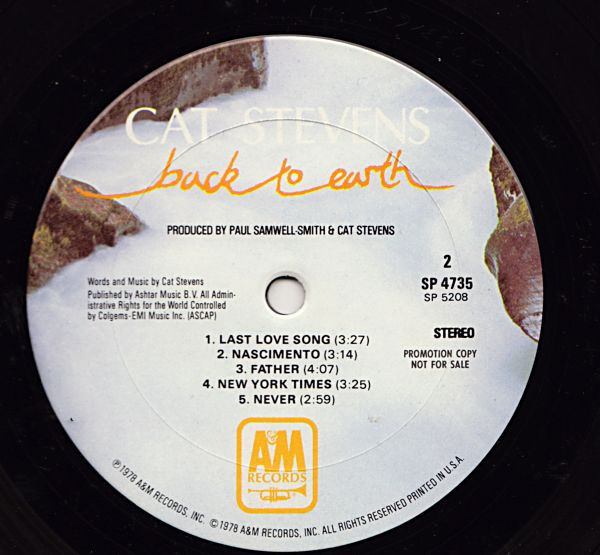 CAT STEVENS
back to earth
PRODUCED BY PAUL SAMWELL-SMITH & CAT STEVENS
2
SP 4735
SP 5208
Words and Music by Cat Stevens
Published by Ashtar Music B.V. All Admin-
istrative Rights for the World Controlled
by Colgems-EMI Music Inc. (ASCAP)
STEREO
PROMOTION COPY
NOT FOR SALE
1. LAST LOVE SONG (3:27)
2. NASCIMENTO (3:14)
3. FATHER (4:07)
4. NEW YORK TIMES (3:25)
5. NEVER (2:59)
A&M
RECORDS
℗1978 A&M RECORDS, INC. ©1978 A&M RECORDS, INC. ALL RIGHTS RESERVED PRINTED IN U.S.A.